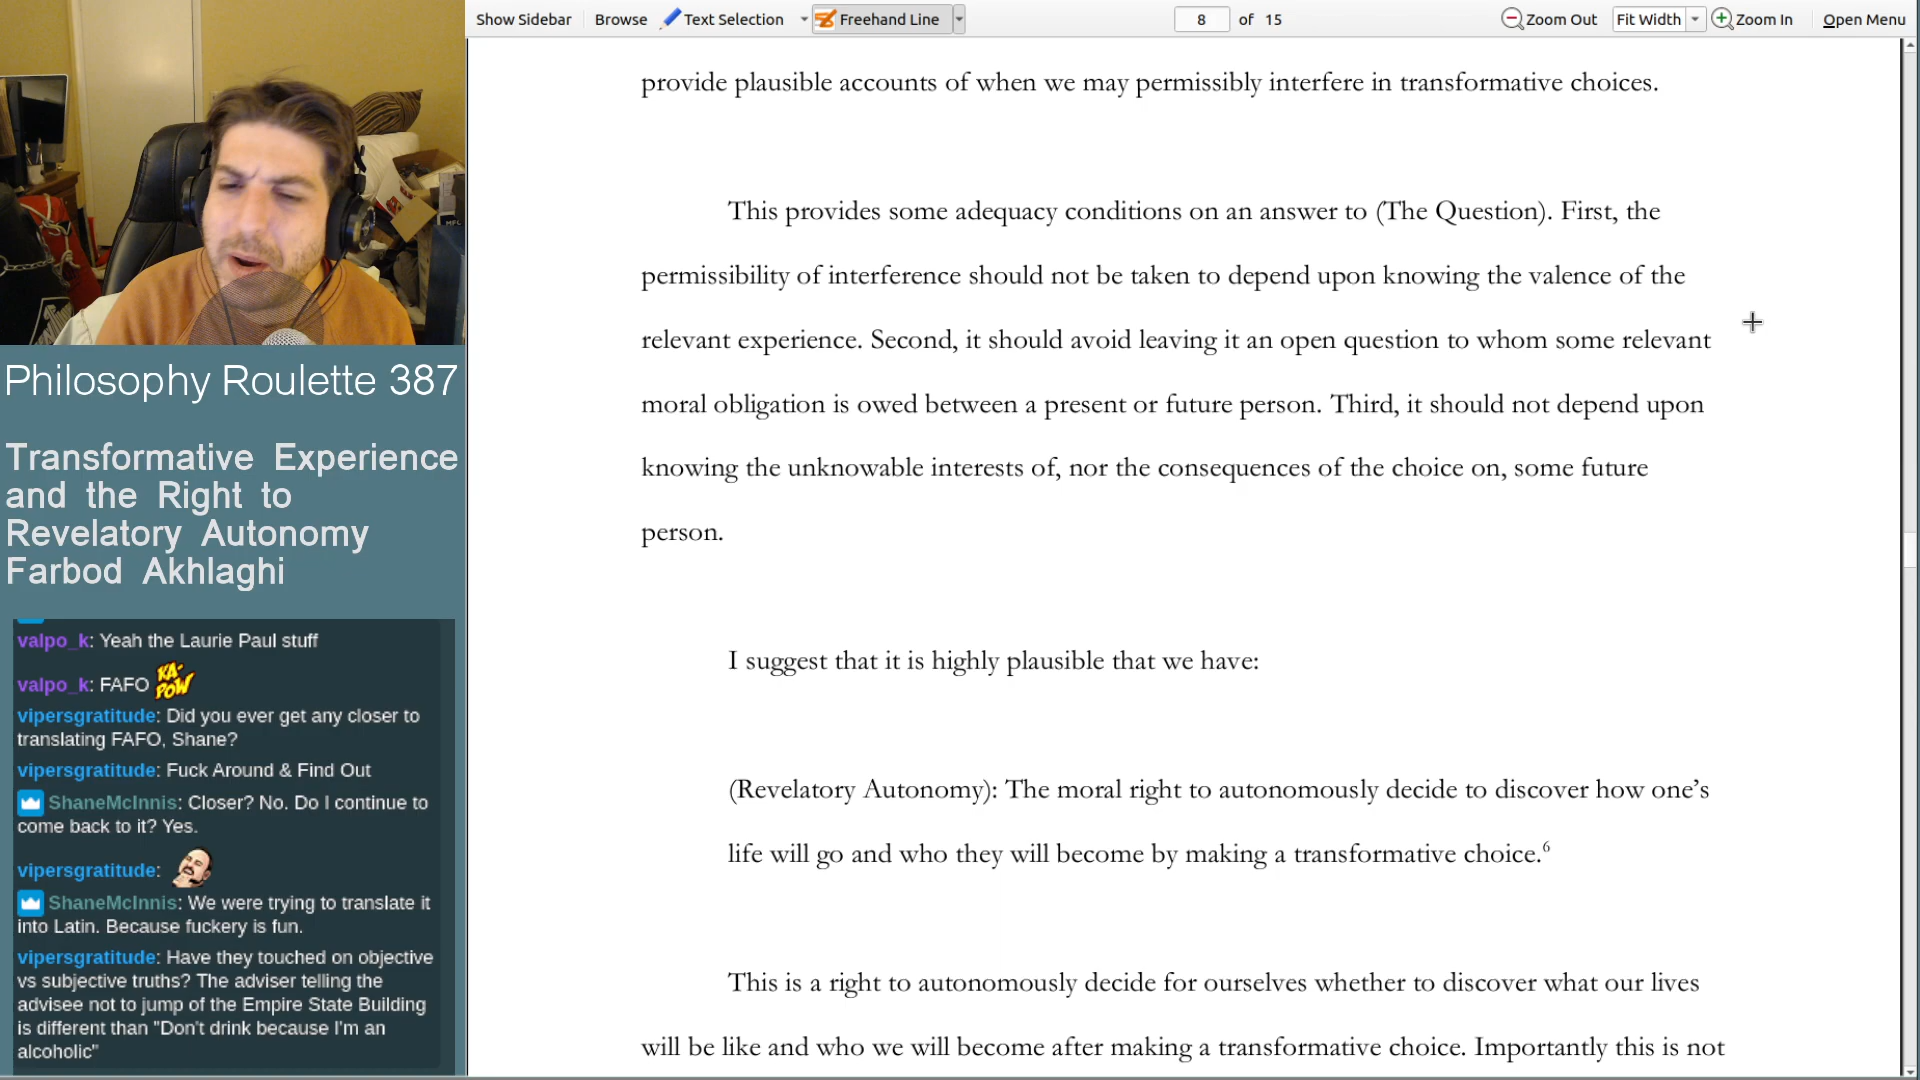 Show Sidebar Browse Text Selection Freehand Line 8 of 15 Zoom Out Fit Width Zoom In Open Menu
provide plausible accounts of when we may permissibly interfere in transformative choices.
This provides some adequacy conditions on an answer to (The Question). First, the
permissibility of interference should not be taken to depend upon knowing the valence of the
relevant experience. Second, it should avoid leaving it an open question to whom some relevant
moral obligation is owed between a present or future person. Third, it should not depend upon
knowing the unknowable interests of, nor the consequences of the choice on, some future
person.
I suggest that it is highly plausible that we have:
(Revelatory Autonomy): The moral right to autonomously decide to discover how one’s
life will go and who they will become by making a transformative choice.6
This is a right to autonomously decide for ourselves whether to discover what our lives
will be like and who we will become after making a transformative choice. Importantly this is not
Philosophy Roulette 387
Transformative Experience
and the Right to
Revelatory Autonomy
Farbod Akhlaghi
valpo_k: Yeah the Laurie Paul stuff
valpo_k: FAFO KA-
POW
vipersgratitude: Did you ever get any closer to
translating FAFO, Shane?
vipersgratitude: Fuck Around & Find Out
ShaneMcInnis: Closer? No. Do I continue to
come back to it? Yes.
vipersgratitude:
ShaneMcInnis: We were trying to translate it
into Latin. Because fuckery is fun.
vipersgratitude: Have they touched on objective
vs subjective truths? The adviser telling the
advisee not to jump of the Empire State Building
is different than "Don't drink because I'm an
alcoholic"